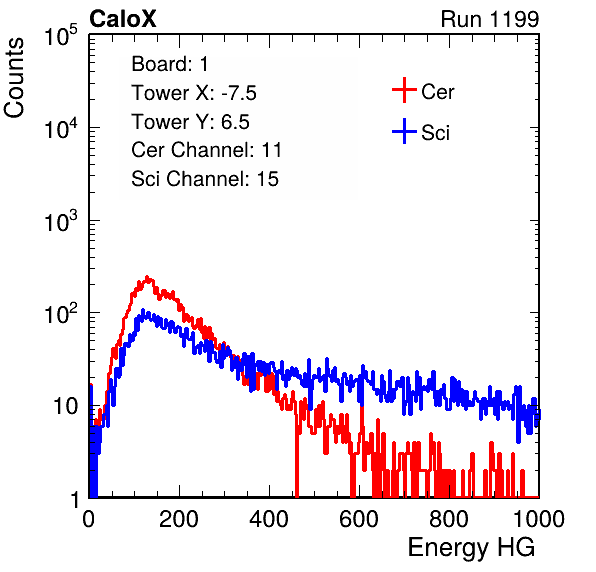 CaloX Run 1199
Counts
10^5
10^4
10^3
10^2
10
1
Board: 1
Tower X: -7.5
Tower Y: 6.5
Cer Channel: 11
Sci Channel: 15
Cer
Sci
0 200 400 600 800 1000
Energy HG